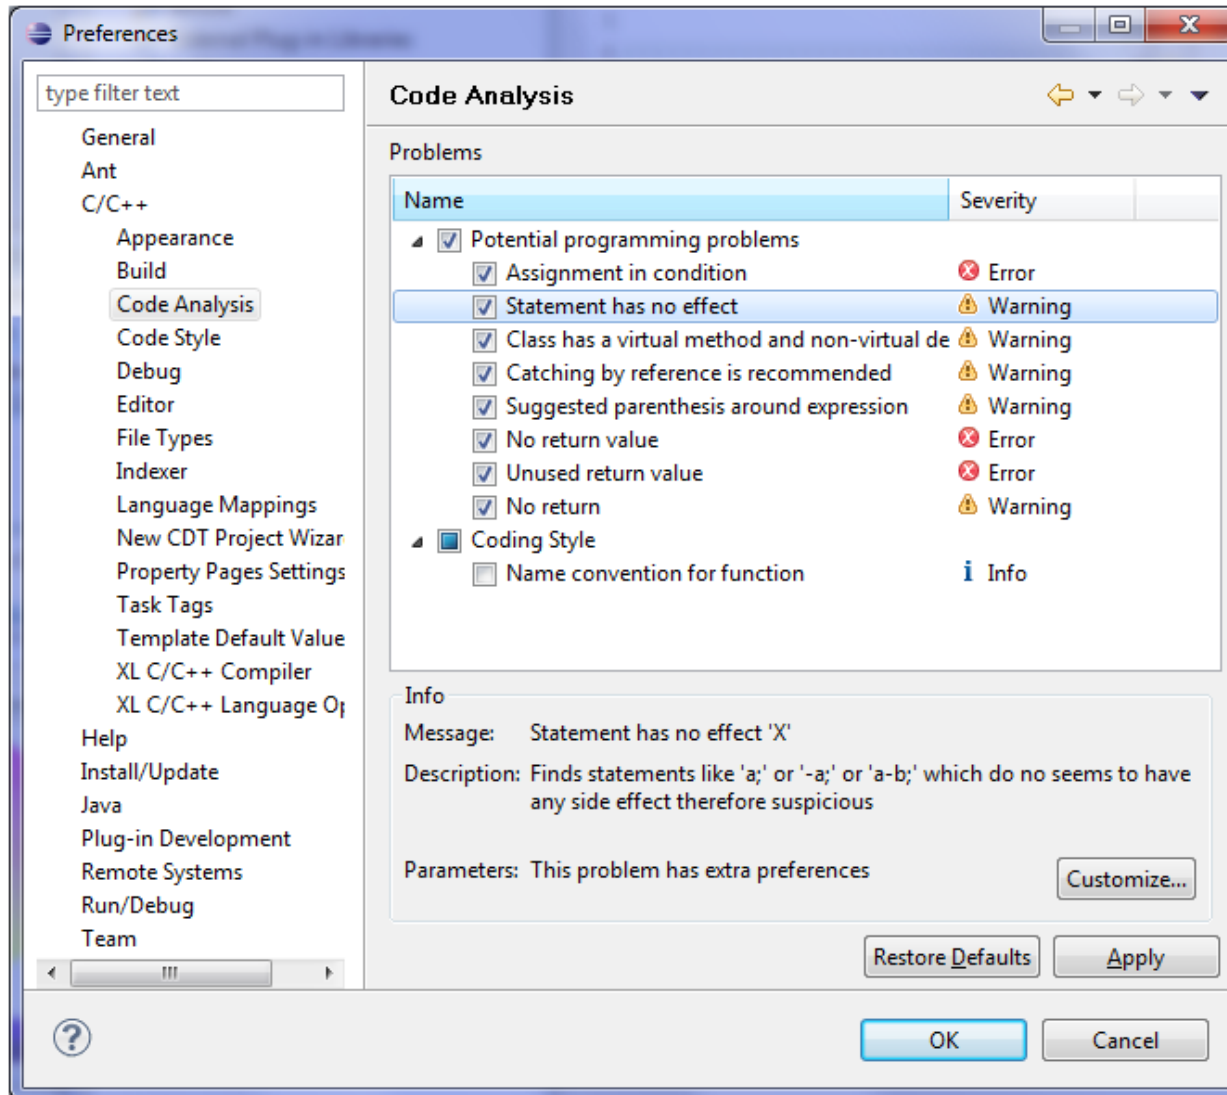 Preferences
type filter text
General
Ant
C/C++
Appearance
Build
Code Analysis
Code Style
Debug
Editor
File Types
Indexer
Language Mappings
New CDT Project Wizar
Property Pages Settings
Task Tags
Template Default Value
XL C/C++ Compiler
XL C/C++ Language Op
Help
Install/Update
Java
Plug-in Development
Remote Systems
Run/Debug
Team
Code Analysis
Problems
Name Severity
Potential programming problems
Assignment in condition Error
Statement has no effect Warning
Class has a virtual method and non-virtual de Warning
Catching by reference is recommended Warning
Suggested parenthesis around expression Warning
No return value Error
Unused return value Error
No return Warning
Coding Style
Name convention for function i Info
Info
Message: Statement has no effect 'X'
Description: Finds statements like 'a;' or '-a;' or 'a-b;' which do no seems to have
any side effect therefore suspicious
Parameters: This problem has extra preferences
Customize...
Restore Defaults Apply
? OK Cancel